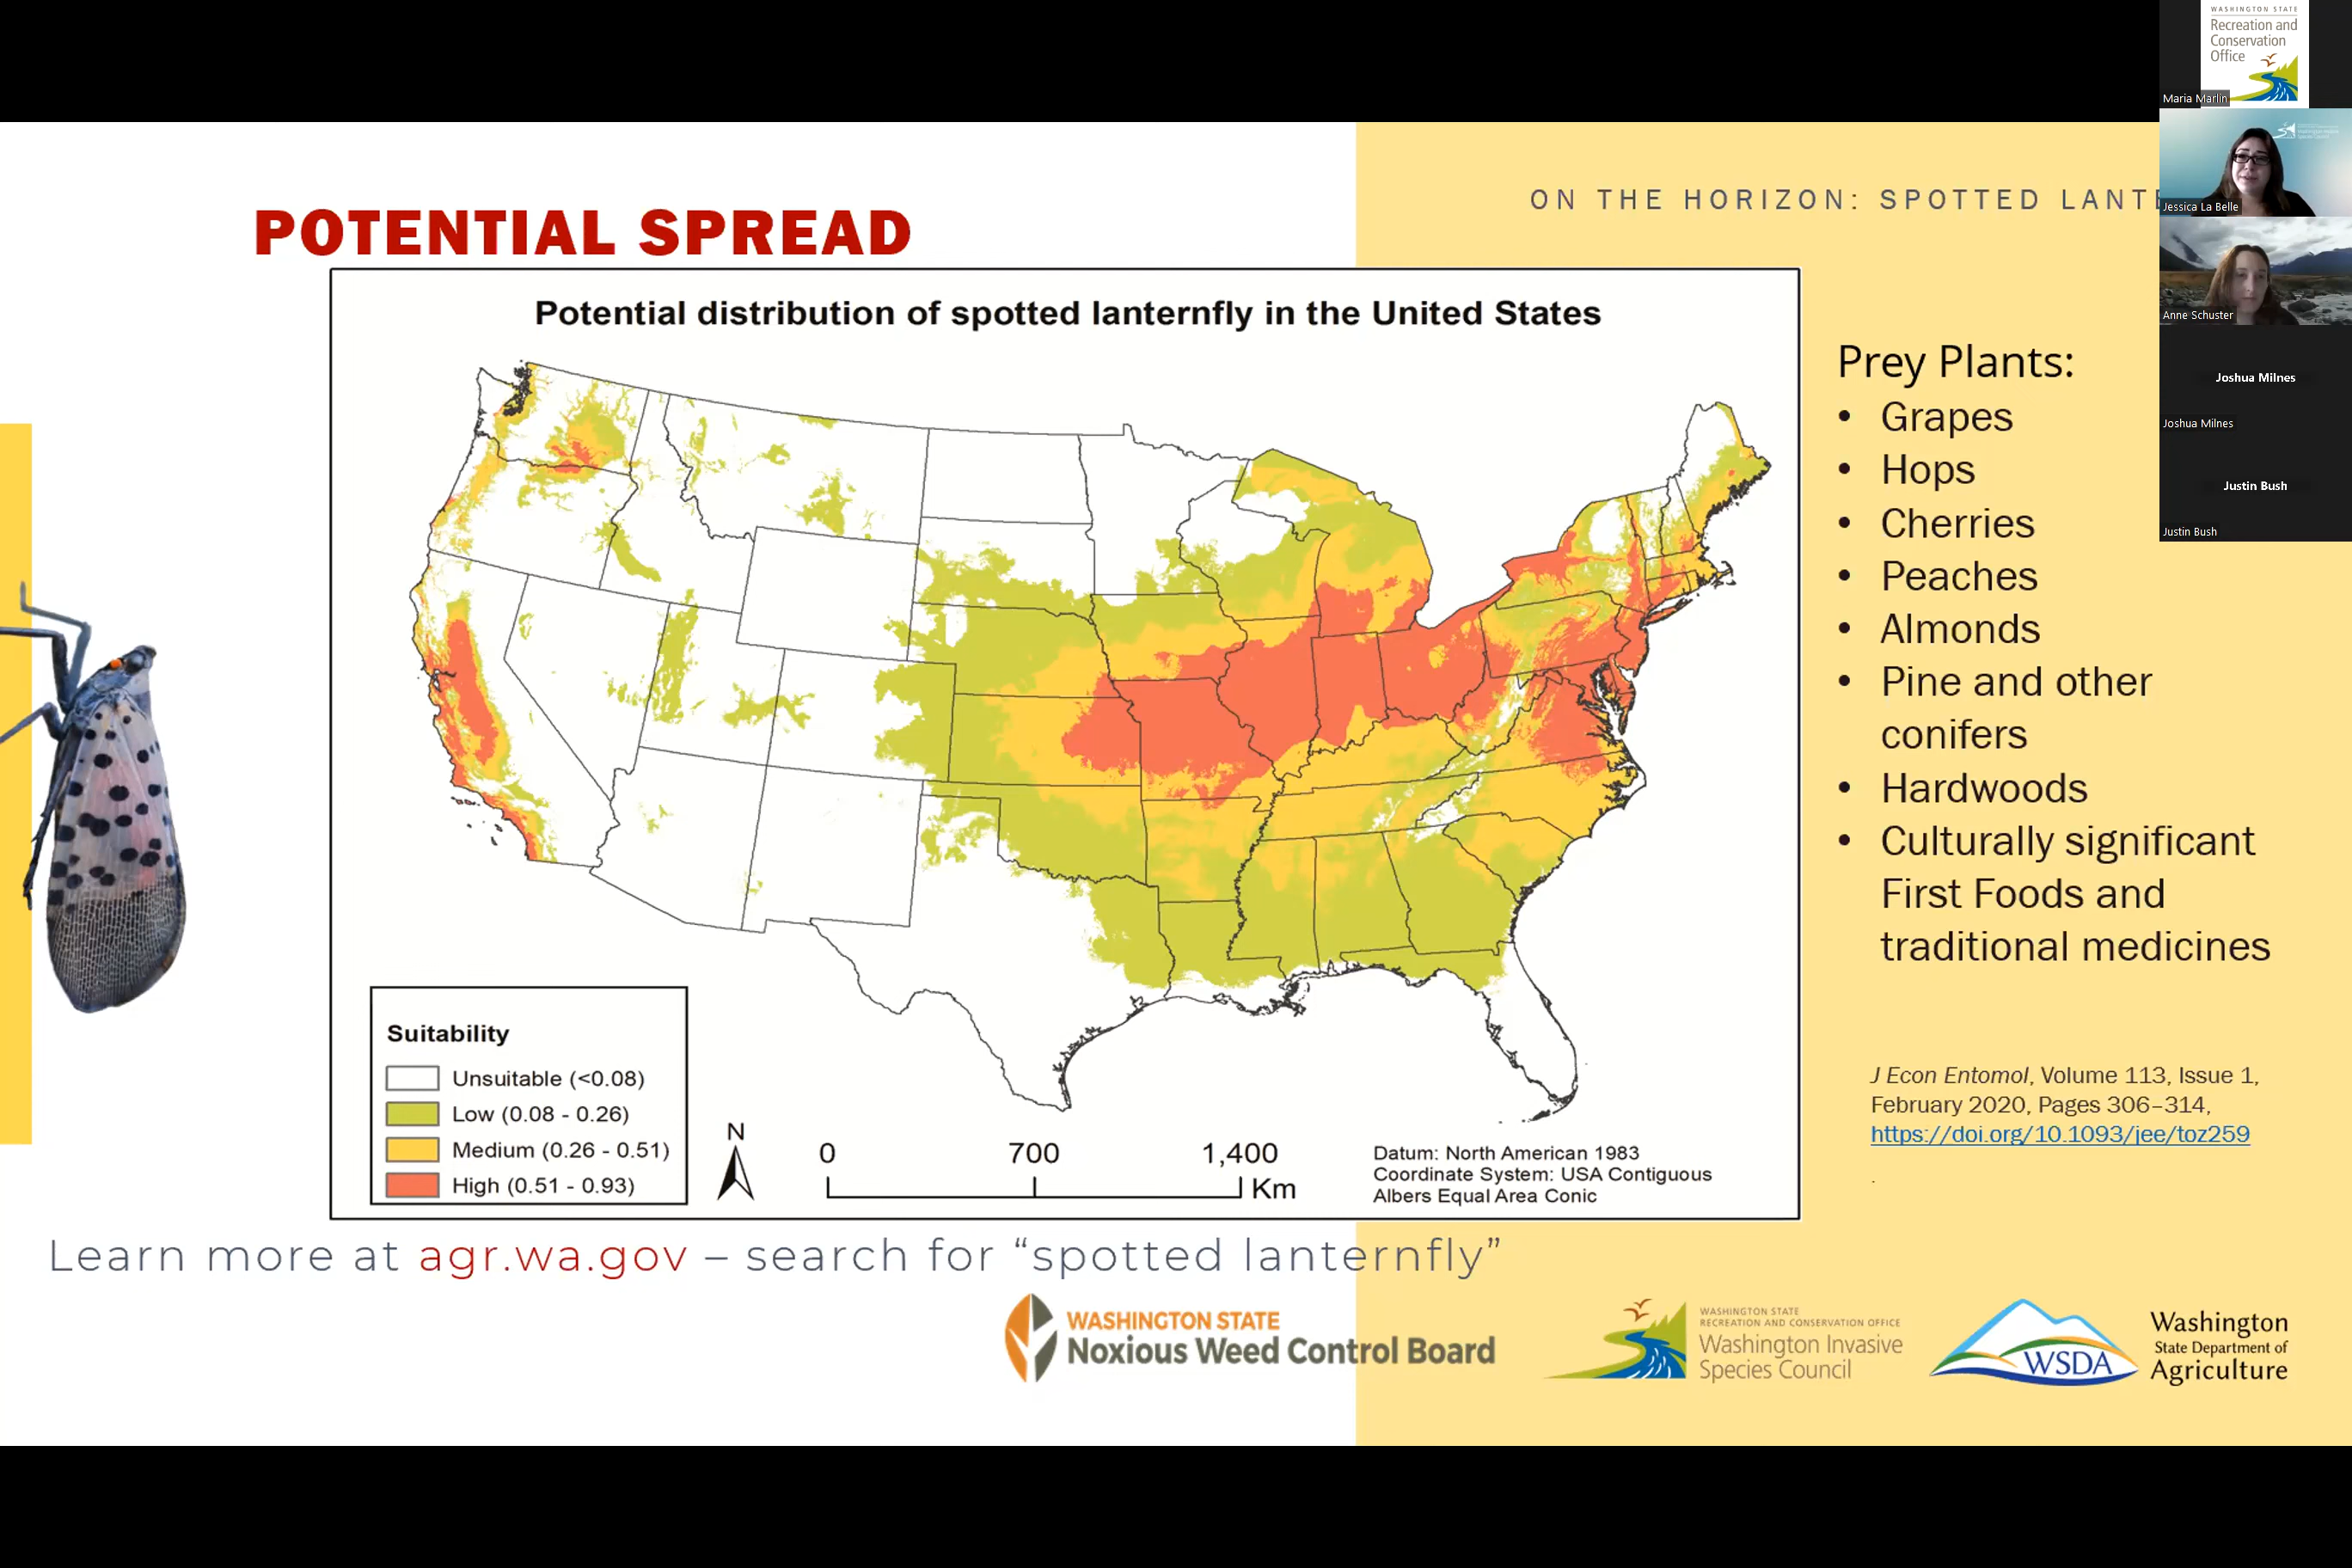 WASHINGTON STATE
Recreation and
Conservation
Office
Maria Marlin
Jessica La Belle
Anne Schuster
Joshua Milnes
Joshua Milnes
Justin Bush
Justin Bush
ON THE HORIZON: SPOTTED LANT
POTENTIAL SPREAD
Potential distribution of spotted lanternfly in the United States
Suitability
Unsuitable (<0.08)
Low (0.08 - 0.26)
Medium (0.26 - 0.51)
High (0.51 - 0.93)
N
0 700 1,400
Km
Datum: North American 1983
Coordinate System: USA Contiguous
Albers Equal Area Conic
Prey Plants:
• Grapes
• Hops
• Cherries
• Peaches
• Almonds
• Pine and other
conifers
• Hardwoods
• Culturally significant
First Foods and
traditional medicines
J Econ Entomol, Volume 113, Issue 1,
February 2020, Pages 306–314,
https://doi.org/10.1093/jee/toz259
.
Learn more at agr.wa.gov – search for “spotted lanternfly”
WASHINGTON STATE
Noxious Weed Control Board
WASHINGTON STATE
RECREATION AND CONSERVATION OFFICE
Washington Invasive
Species Council
WSDA
Washington
State Department of
Agriculture